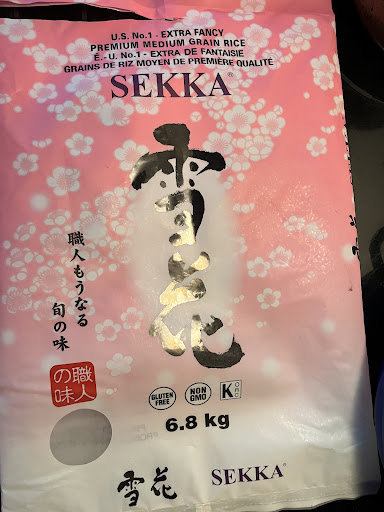 U.S. No.1 - EXTRA FANCY
PREMIUM MEDIUM GRAIN RICE
É.-U. No.1 - EXTRA DE FANTAISIE
GRAINS DE RIZ MOYEN DE PREMIÈRE QUALITÉ
SEKKA®
雪花
職人もうなる
旬の味
職人
の味
GLUTEN FREE
NON GMO
K ORC
6.8 kg
雪花 SEKKA®